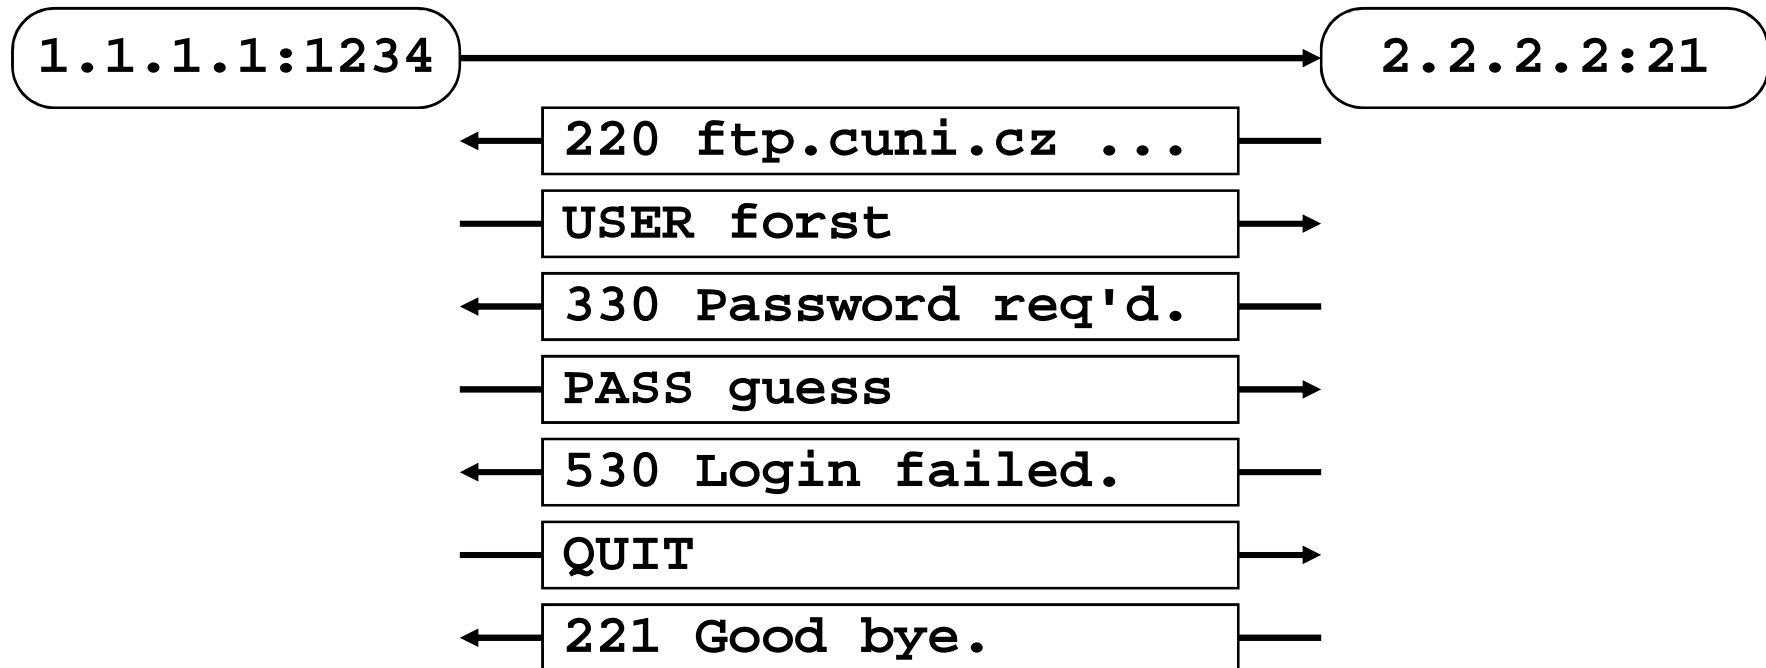 1.1.1.1:1234 2.2.2.2:21
220 ftp.cuni.cz ...
USER forst
330 Password req'd.
PASS guess
530 Login failed.
QUIT
221 Good bye.